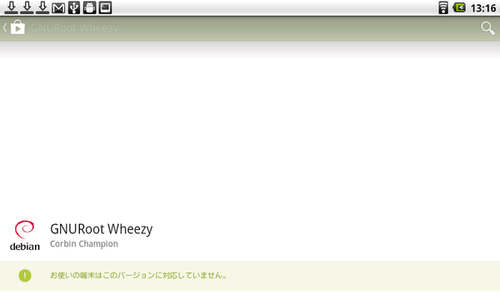 13:16
GNURoot Wheezy
GNURoot Wheezy
Corbin Champion
debian
お使いの端末はこのバージョンに対応していません。